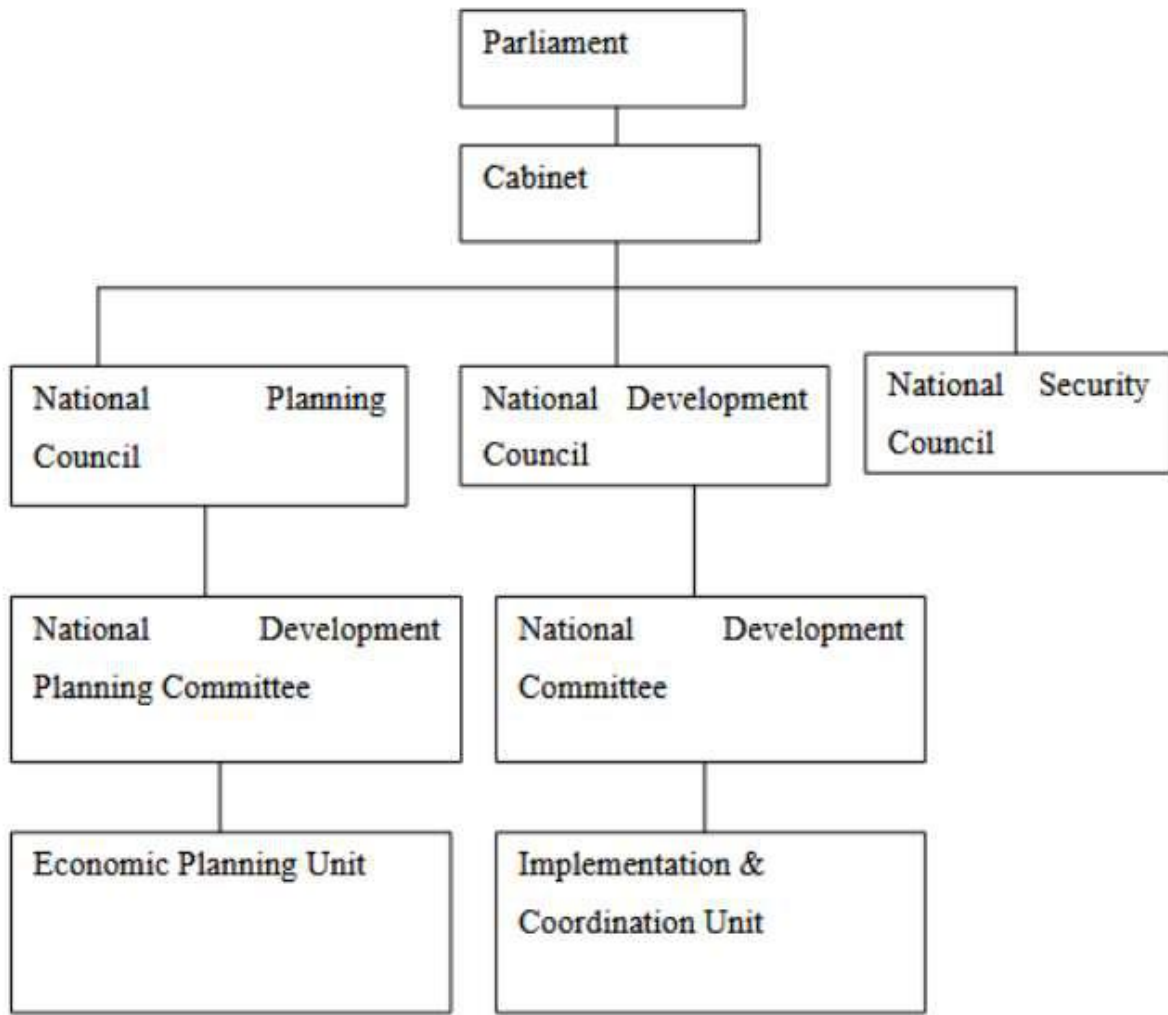 Parliament
Cabinet
National Planning
Council
National Development
Council
National Security
Council
National Development
Planning Committee
National Development
Committee
Economic Planning Unit
Implementation &
Coordination Unit